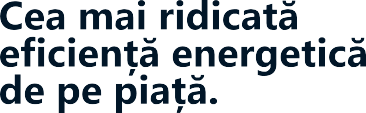 Cea mai ridicată
eficiență energetică
de pe piață.